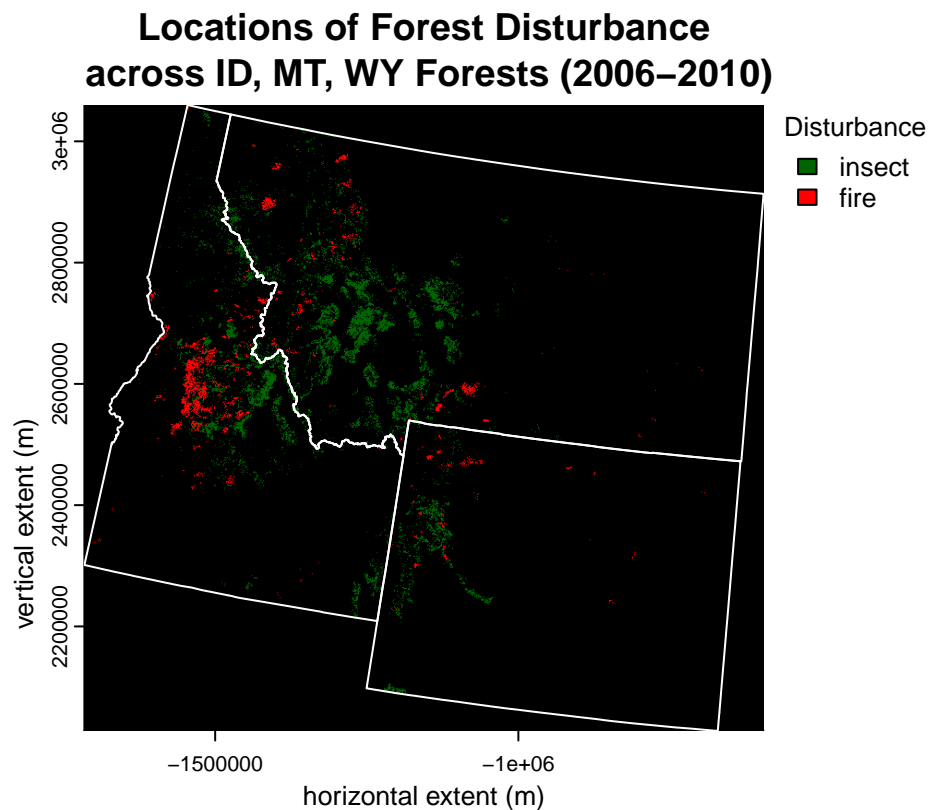 Locations of Forest Disturbance
across ID, MT, WY Forests (2006−2010)
Disturbance
insect
fire
3e+06
2800000
2600000
2400000
2200000
vertical extent (m)
−1500000
−1e+06
horizontal extent (m)